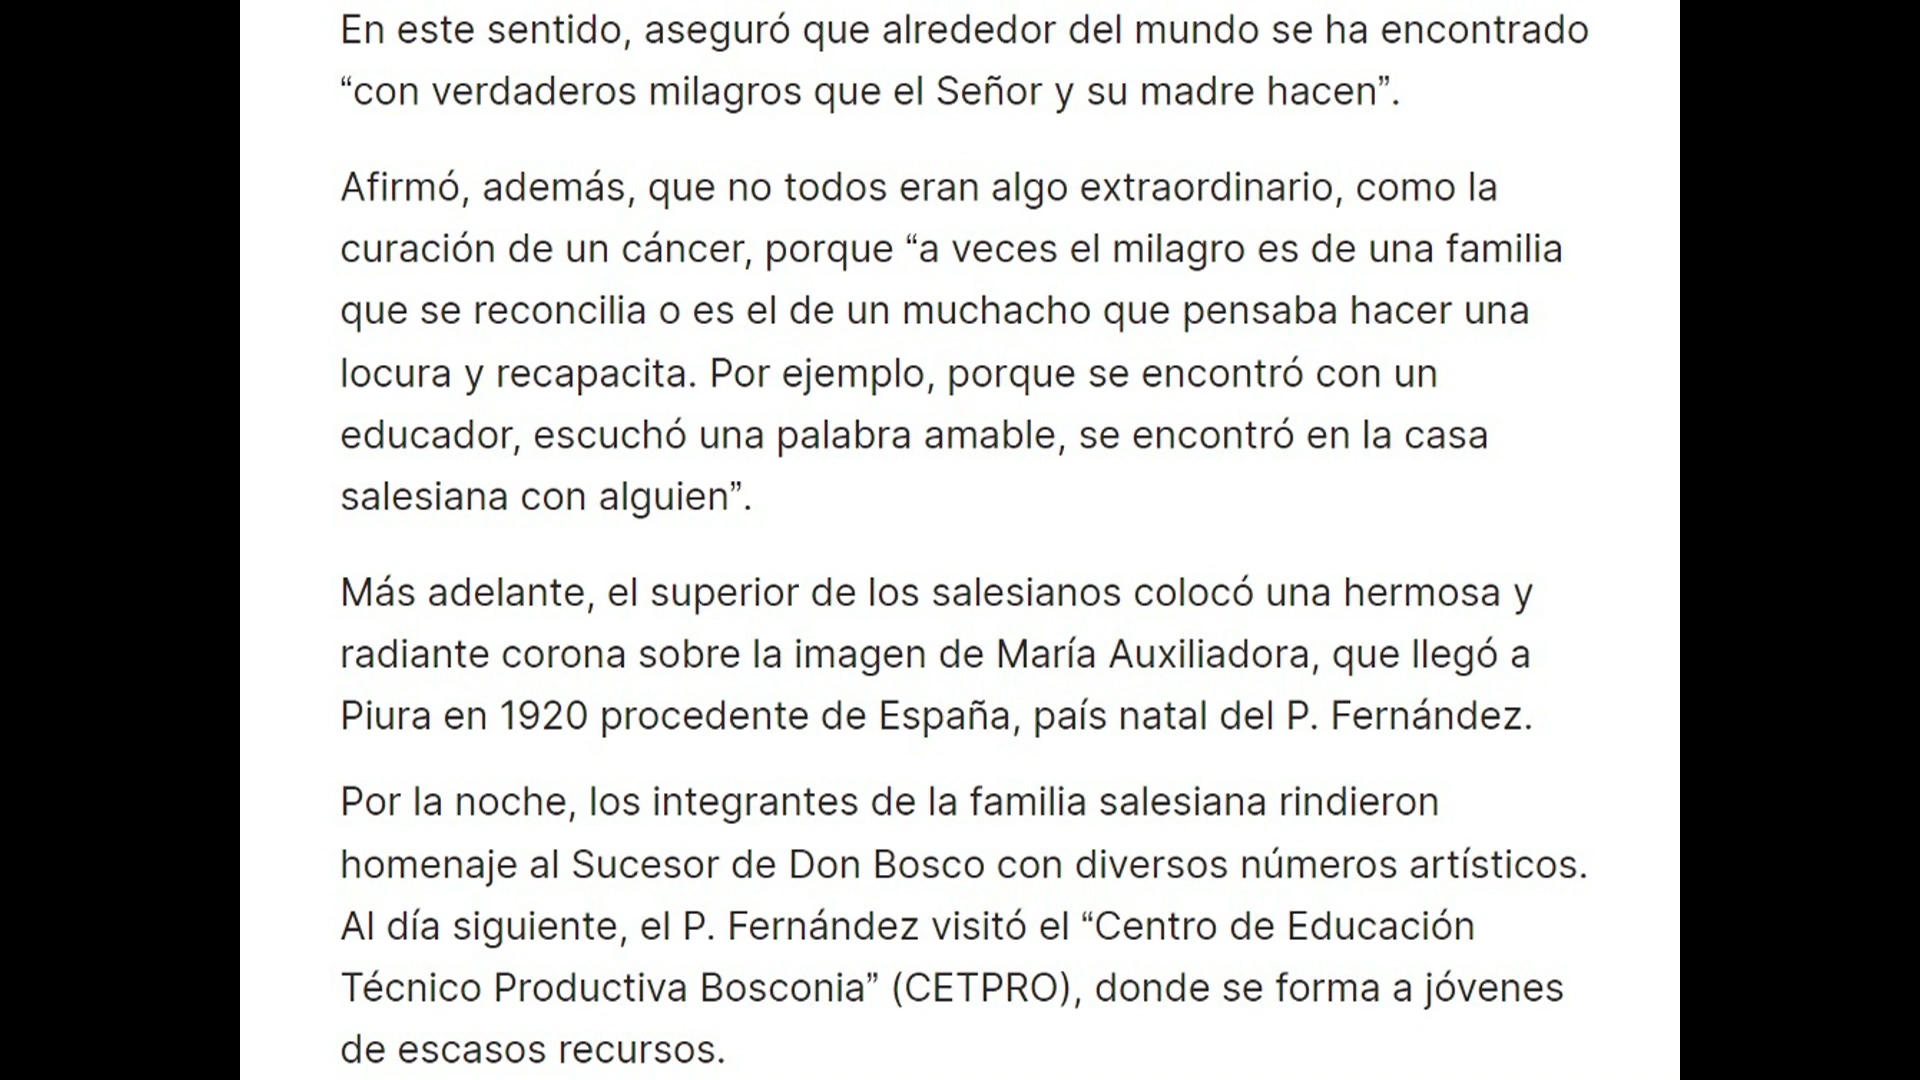 En este sentido, aseguró que alrededor del mundo se ha encontrado
“con verdaderos milagros que el Señor y su madre hacen”.
Afirmó, además, que no todos eran algo extraordinario, como la
curación de un cáncer, porque “a veces el milagro es de una familia
que se reconcilia o es el de un muchacho que pensaba hacer una
locura y recapacita. Por ejemplo, porque se encontró con un
educador, escuchó una palabra amable, se encontró en la casa
salesiana con alguien”.
Más adelante, el superior de los salesianos colocó una hermosa y
radiante corona sobre la imagen de María Auxiliadora, que llegó a
Piura en 1920 procedente de España, país natal del P. Fernández.
Por la noche, los integrantes de la familia salesiana rindieron
homenaje al Sucesor de Don Bosco con diversos números artísticos.
Al día siguiente, el P. Fernández visitó el “Centro de Educación
Técnico Productiva Bosconia” (CETPRO), donde se forma a jóvenes
de escasos recursos.